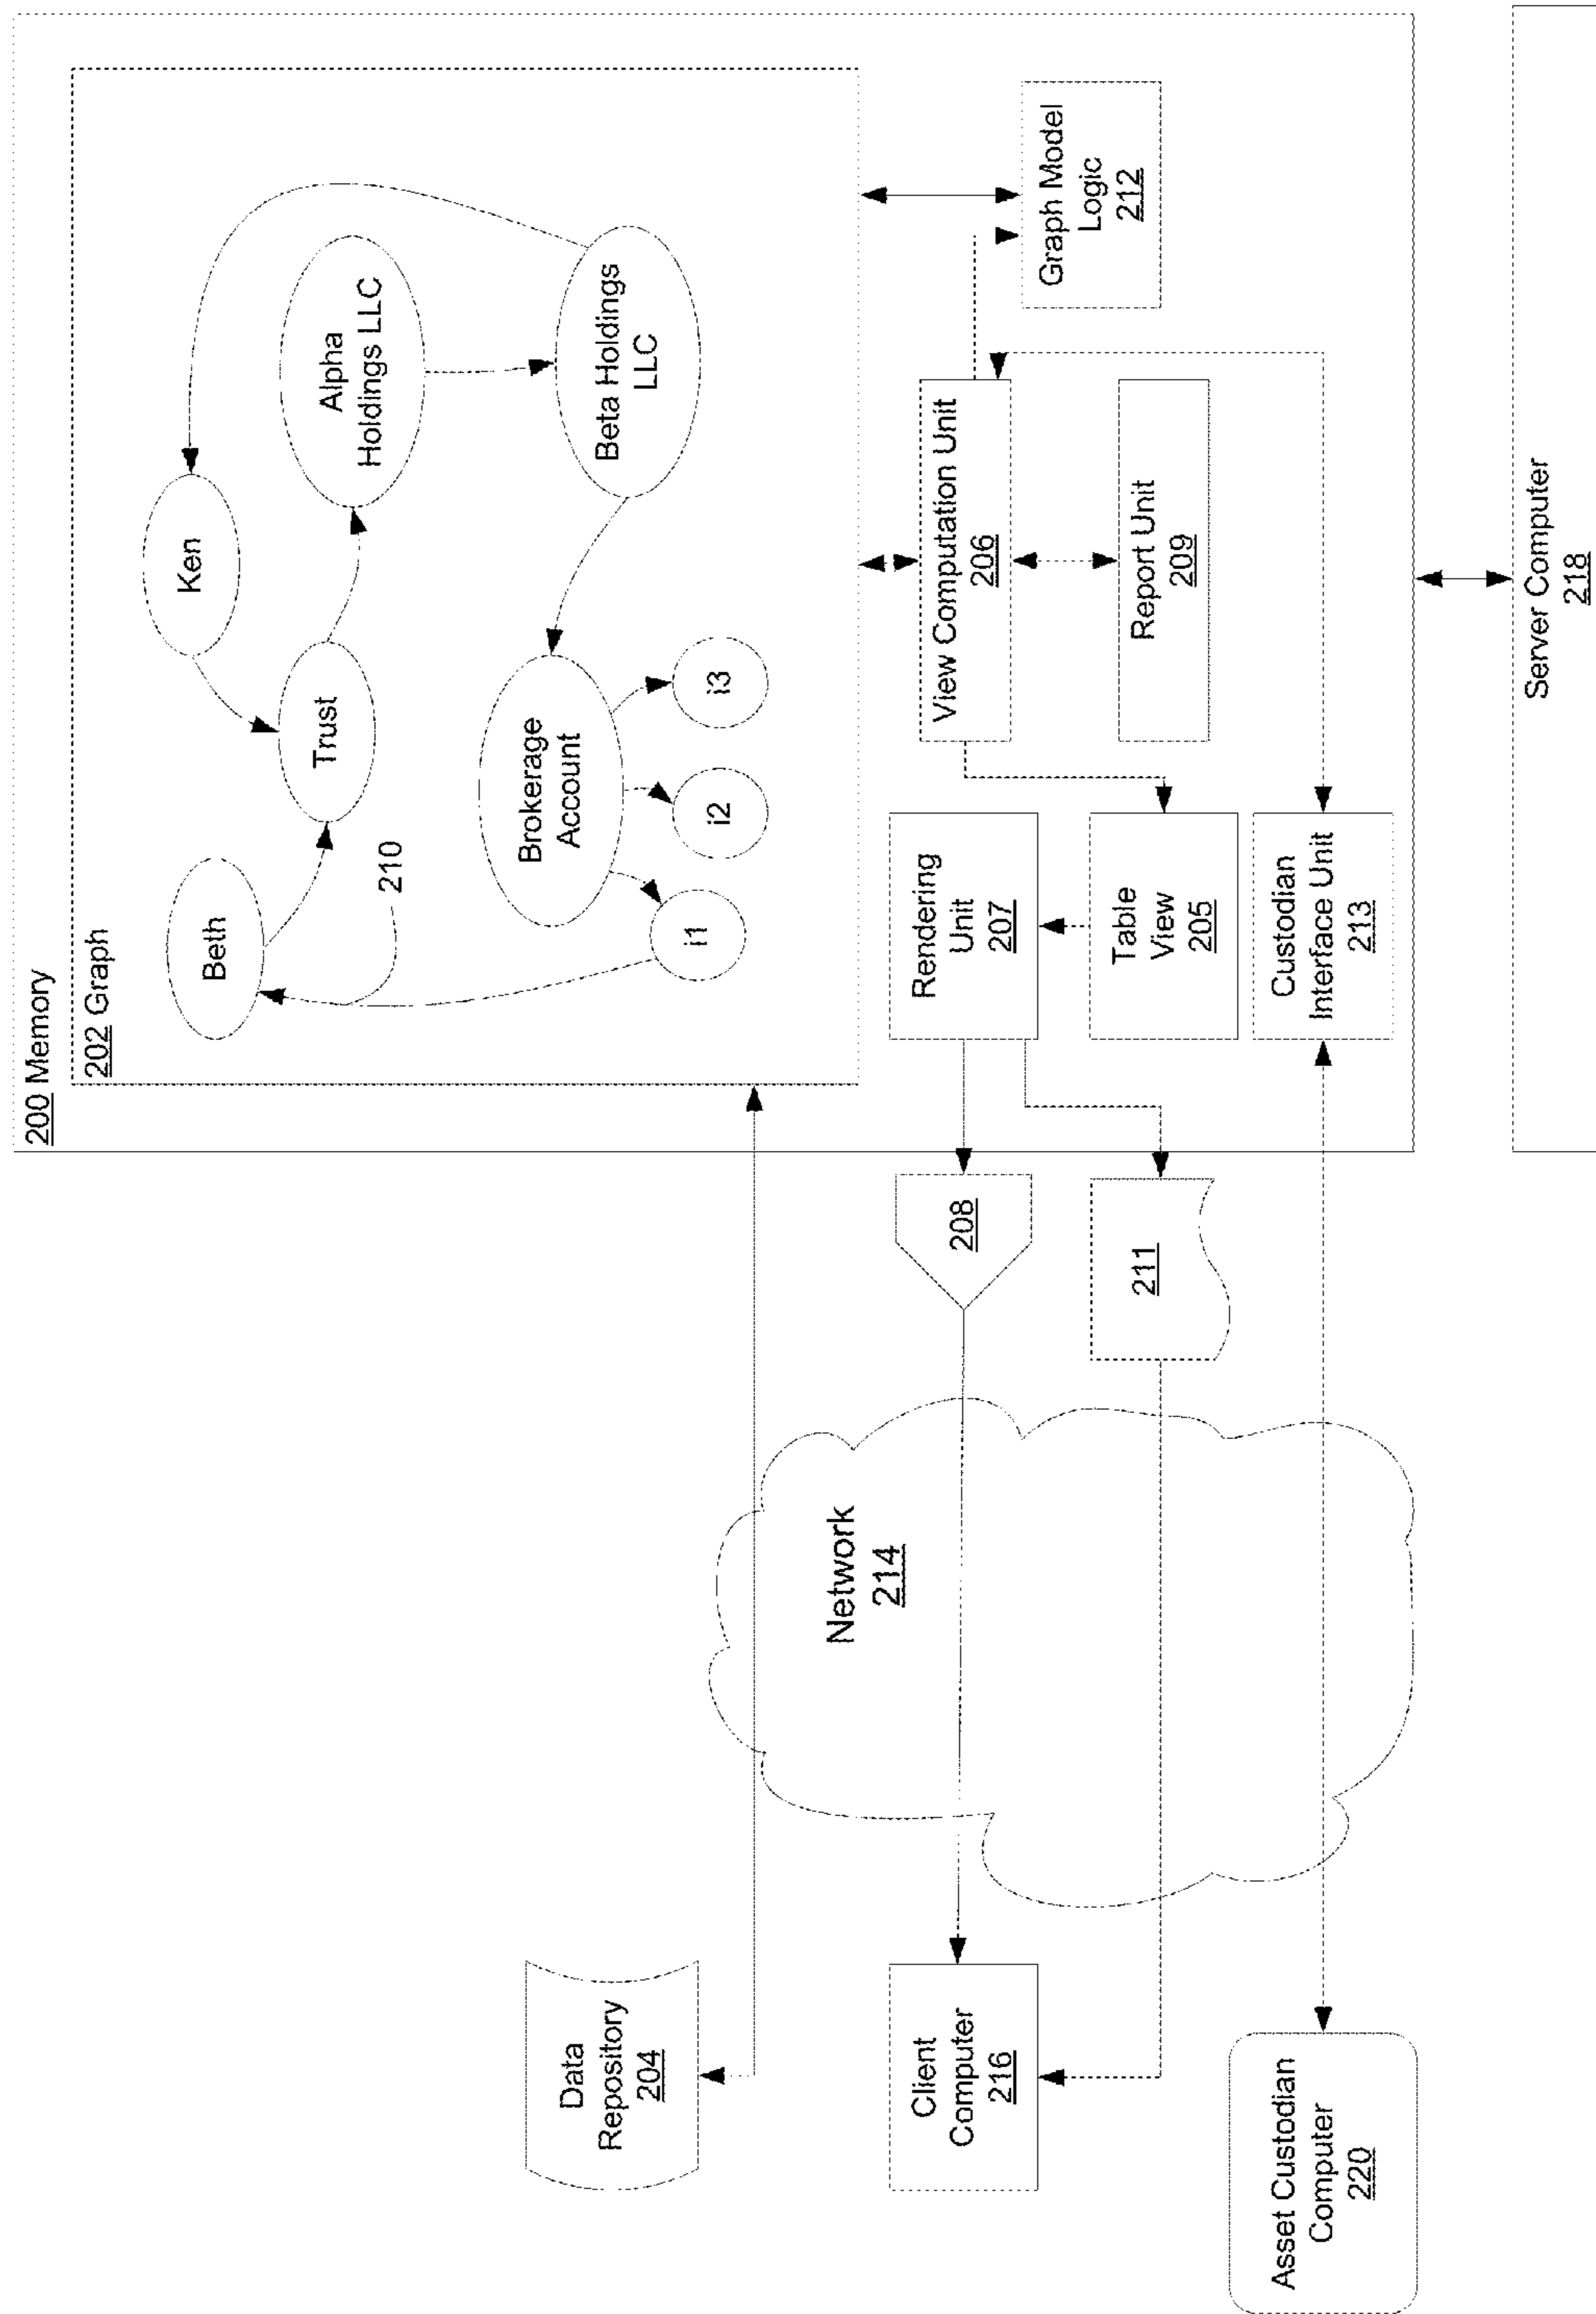 200 Memory
202 Graph
Beth
Ken
Trust
Alpha
Holdings LLC
210
Brokerage
Account
Beta Holdings
LLC
i1
i2
i3
Data
Repository
204
Network
214
208
Rendering
Unit
207
View Computation Unit
206
Graph Model
Logic
212
Client
Computer
216
211
Table
View
205
Report Unit
209
Asset Custodian
Computer
220
Custodian
Interface Unit
213
Server Computer
218